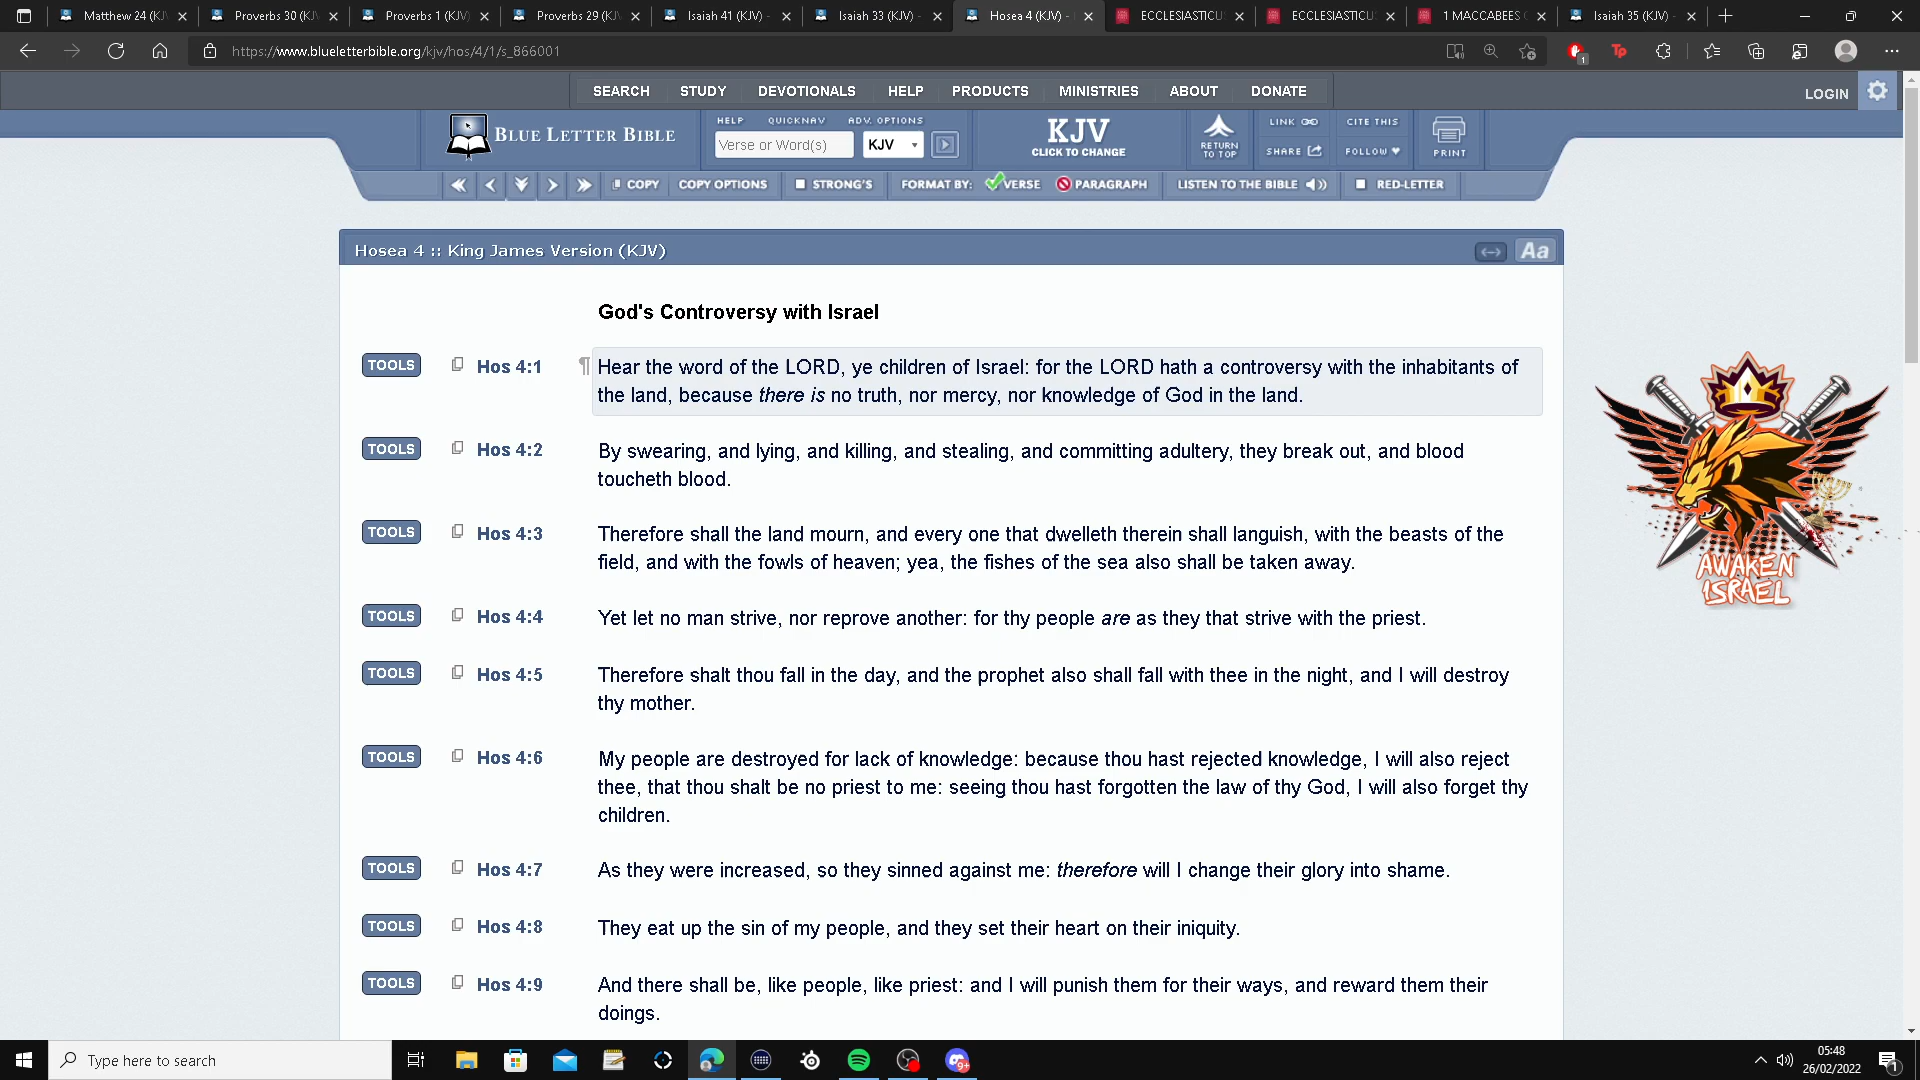 Matthew 24 (KJ
Proverbs 30 (KJ
Proverbs 1 (KJV
Proverbs 29 (KJ
Isaiah 41 (KJV) -
Isaiah 33 (KJV) -
Hosea 4 (KJV) -
ECCLESIASTICU
ECCLESIASTICU
1 MACCABEES
Isaiah 35 (KJV) -
https://www.blueletterbible.org/kjv/hos/4/1/s_866001
1
SEARCH STUDY DEVOTIONALS HELP PRODUCTS MINISTRIES ABOUT DONATE
LOGIN
BLUE LETTER BIBLE
HELP QUICKNAV ADV. OPTIONS
Verse or Word(s)
KJV
KJV
CLICK TO CHANGE
RETURN
TO TOP
LINK
CITE THIS
SHARE
FOLLOW
PRINT
COPY COPY OPTIONS STRONG'S FORMAT BY: VERSE PARAGRAPH LISTEN TO THE BIBLE RED-LETTER
Hosea 4 :: King James Version (KJV)
Aa
God's Controversy with Israel
TOOLS Hos 4:1 ¶ Hear the word of the LORD, ye children of Israel: for the LORD hath a controversy with the inhabitants of
the land, because there is no truth, nor mercy, nor knowledge of God in the land.
TOOLS Hos 4:2 By swearing, and lying, and killing, and stealing, and committing adultery, they break out, and blood
toucheth blood.
TOOLS Hos 4:3 Therefore shall the land mourn, and every one that dwelleth therein shall languish, with the beasts of the
field, and with the fowls of heaven; yea, the fishes of the sea also shall be taken away.
TOOLS Hos 4:4 Yet let no man strive, nor reprove another: for thy people are as they that strive with the priest.
TOOLS Hos 4:5 Therefore shalt thou fall in the day, and the prophet also shall fall with thee in the night, and I will destroy
thy mother.
TOOLS Hos 4:6 My people are destroyed for lack of knowledge: because thou hast rejected knowledge, I will also reject
thee, that thou shalt be no priest to me: seeing thou hast forgotten the law of thy God, I will also forget thy
children.
TOOLS Hos 4:7 As they were increased, so they sinned against me: therefore will I change their glory into shame.
TOOLS Hos 4:8 They eat up the sin of my people, and they set their heart on their iniquity.
TOOLS Hos 4:9 And there shall be, like people, like priest: and I will punish them for their ways, and reward them their
doings.
AWAKEN
ISRAEL
Type here to search
9+
05:48
26/02/2022
1